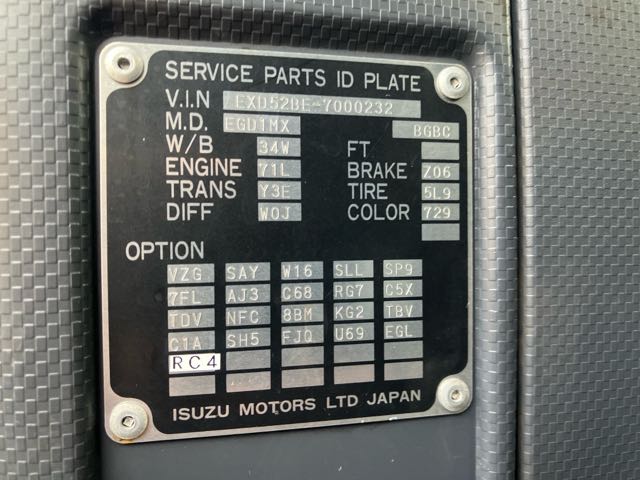 SERVICE PARTS ID PLATE
V.I.N EXD52BE-7000232
M.D. EGD1MX BGBC
W/B 34W FT
ENGINE 71L BRAKE Z06
TRANS Y3E TIRE 5L9
DIFF W0J COLOR 729
OPTION
VZG SAY W16 SLL SP9
7FL AJ3 C68 RG7 C5X
TDV NFC 8BM KG2 TBV
C1A SH5 FJ0 U69 EGL
RC4
ISUZU MOTORS LTD JAPAN